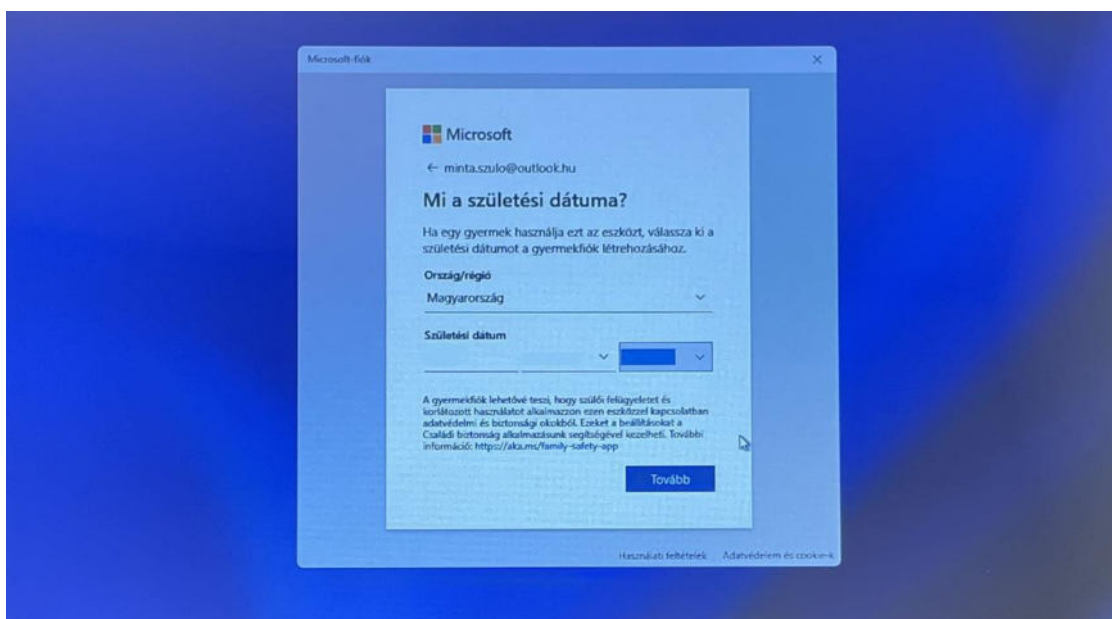 Microsoft-fiók
Microsoft
minta.szulo@outlook.hu
Mi a születési dátuma?
Ha egy gyermek használja ezt az eszközt, válassza ki a
születési dátumot a gyermekfiók létrehozásához.
Ország/régió
Magyarország
Születési dátum
A gyermekfiók lehetővé teszi, hogy szülői felügyeletet és
korlátozott használatot alkalmazzon ezen eszközzel kapcsolatban
adatvédelmi és biztonsági okokból. Ezeket a beállításokat a
Családi biztonság alkalmazásunk segítségével kezelheti. További
információ: https://aka.ms/family-safety-app
Tovább
Használati feltételek Adatvédelem és cookie-k